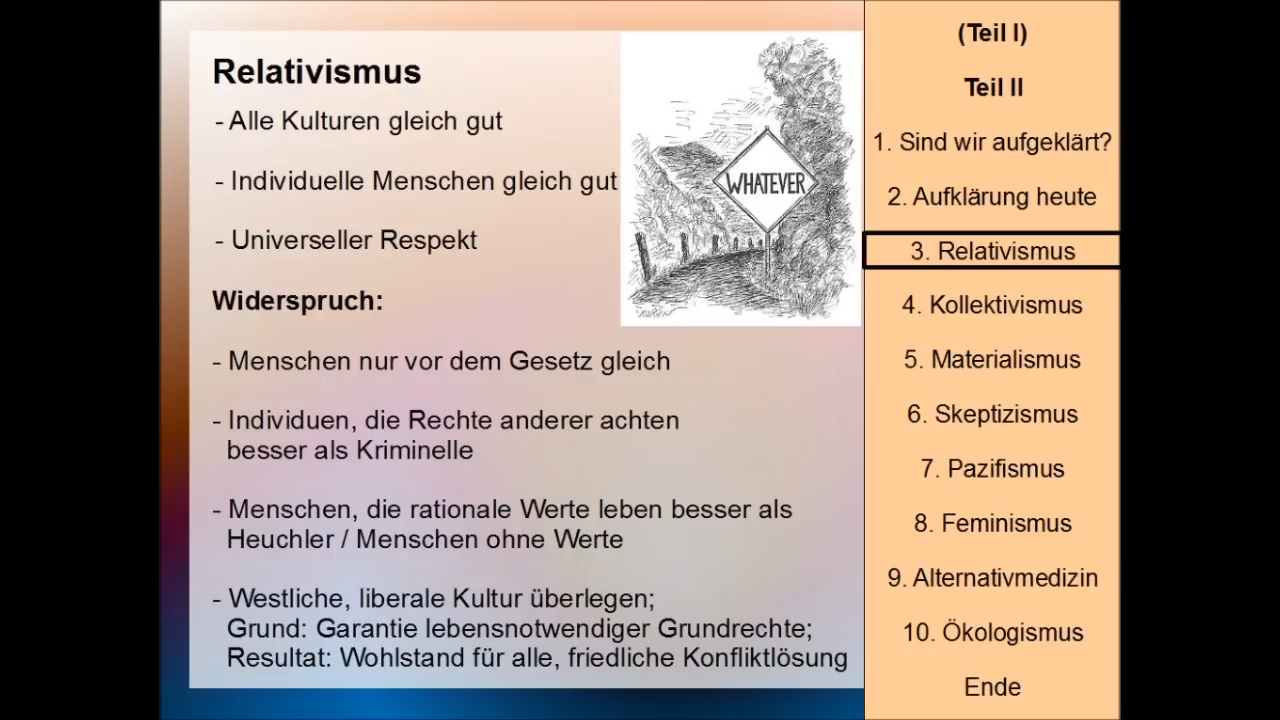 Relativismus
- Alle Kulturen gleich gut
- Individuelle Menschen gleich gut
- Universeller Respekt
WHATEVER
Widerspruch:
- Menschen nur vor dem Gesetz gleich
- Individuen, die Rechte anderer achten
besser als Kriminelle
- Menschen, die rationale Werte leben besser als
Heuchler / Menschen ohne Werte
- Westliche, liberale Kultur überlegen;
Grund: Garantie lebensnotwendiger Grundrechte;
Resultat: Wohlstand für alle, friedliche Konfliktlösung
(Teil I)
Teil II
1. Sind wir aufgeklärt?
2. Aufklärung heute
3. Relativismus
4. Kollektivismus
5. Materialismus
6. Skeptizismus
7. Pazifismus
8. Feminismus
9. Alternativmedizin
10. Ökologismus
Ende